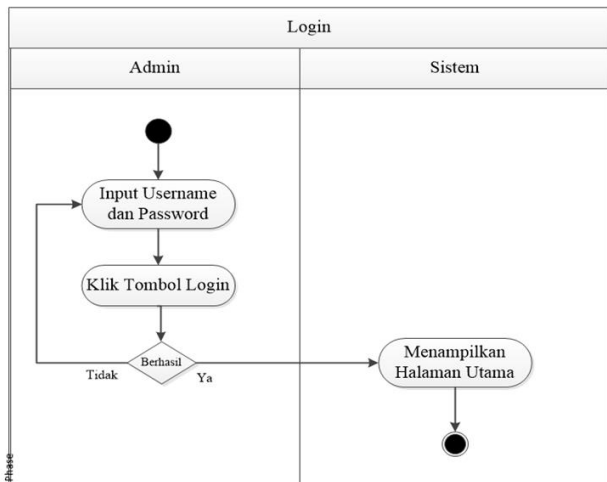 Login
Admin
Sistem
Input Username
dan Password
Klik Tombol Login
Berhasil
Tidak
Ya
Menampilkan
Halaman Utama
Phase